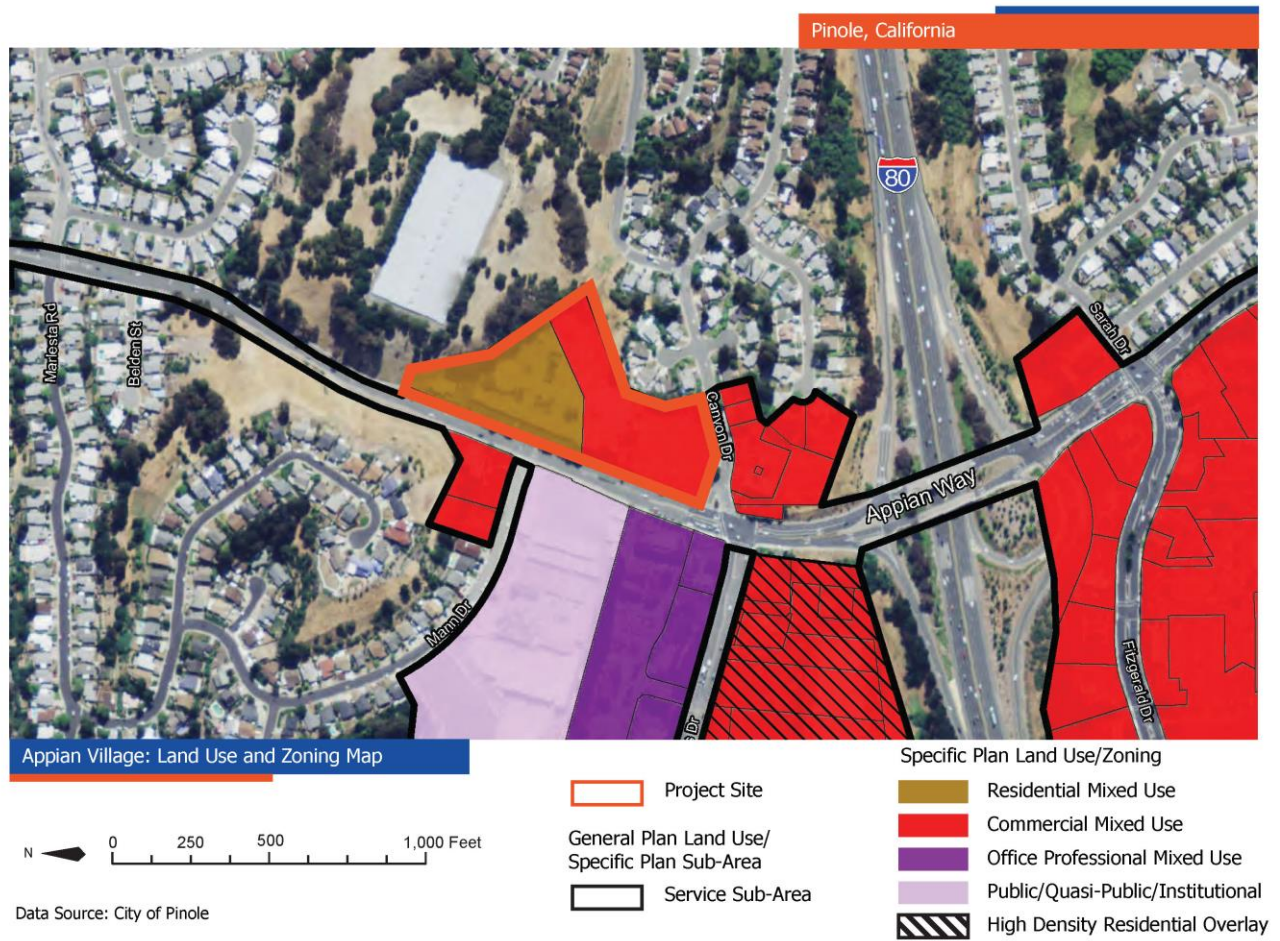 Pinole, California
80
Marlesta Rd
Belden St
Sarah Dr
Canyon Dr
Appian Way
Mann Dr
Fitzgerald Dr
Dr
Appian Village: Land Use and Zoning Map
N
0 250 500 1,000 Feet
Data Source: City of Pinole
Project Site
General Plan Land Use/
Specific Plan Sub-Area
Service Sub-Area
Specific Plan Land Use/Zoning
Residential Mixed Use
Commercial Mixed Use
Office Professional Mixed Use
Public/Quasi-Public/Institutional
High Density Residential Overlay